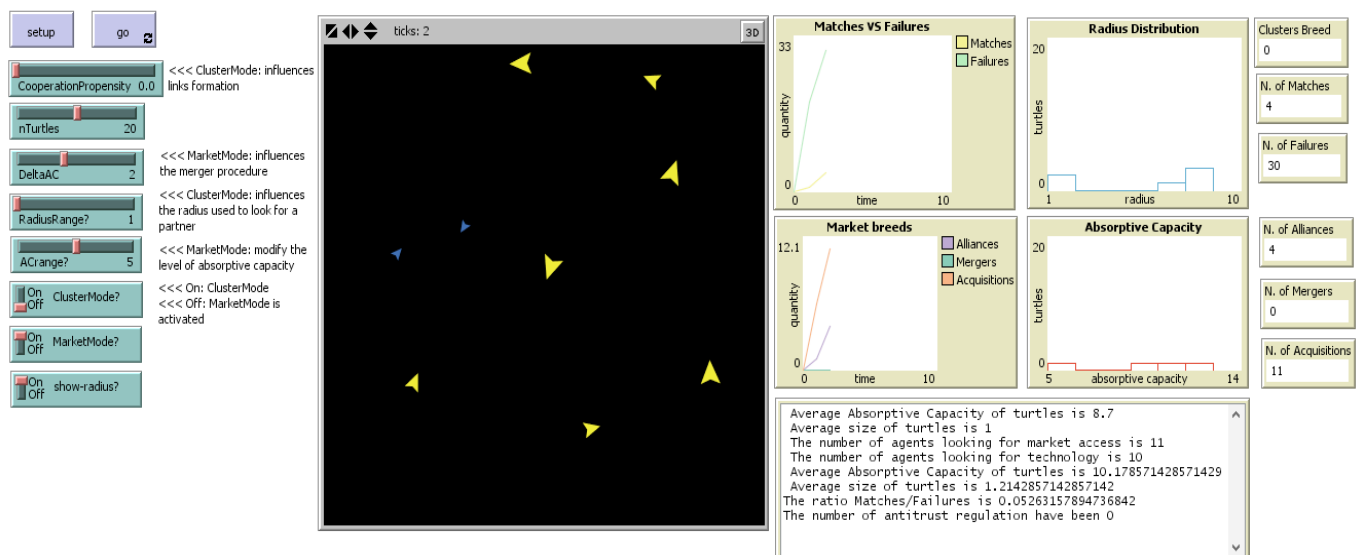 setup
go
CooperationPropensity 0.0
<<< ClusterMode: influences
links formation
nTurtles 20
DeltaAC 2
<<< MarketMode: influences
the merger procedure
RadiusRange? 1
<<< ClusterMode: influences
the radius used to look for a
partner
ACrange? 5
<<< MarketMode: modify the
level of absorptive capacity
On
Off
ClusterMode?
<<< On: ClusterMode
<<< Off: MarketMode is
activated
On
Off
MarketMode?
On
Off
show-radius?
ticks: 2
3D
Matches VS Failures
33
quantity
0
0
time
10
Matches
Failures
Radius Distribution
20
turtles
0
1
radius
10
Clusters Breed
0
N. of Matches
4
N. of Failures
30
Market breeds
12.1
quantity
0
0
time
10
Alliances
Mergers
Acquisitions
Absorptive Capacity
20
turtles
0
5
absorptive capacity
14
N. of Alliances
4
N. of Mergers
0
N. of Acquisitions
11
Average Absorptive Capacity of turtles is 8.7
Average size of turtles is 1
The number of agents looking for market access is 11
The number of agents looking for technology is 10
Average Absorptive Capacity of turtles is 10.178571428571429
Average size of turtles is 1.2142857142857142
The ratio Matches/Failures is 0.05263157894736842
The number of antitrust regulation have been 0